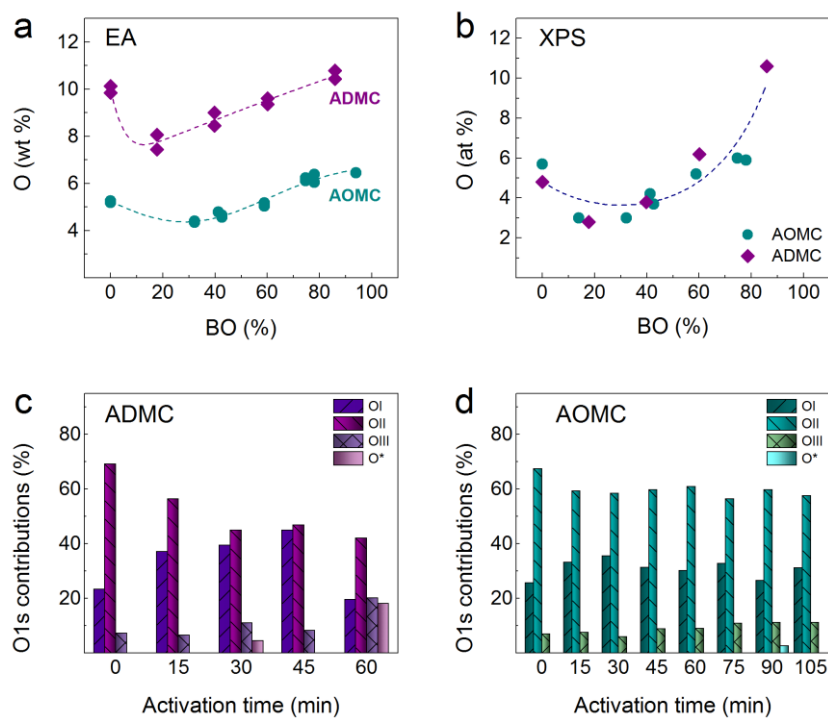 a
EA
O (wt %)
12
10
8
6
4
ADMC
AOMC
0 20 40 60 80 100
BO (%)
b
XPS
O (at %)
12
10
8
6
4
2
AOMC
ADMC
0 20 40 60 80 100
BO (%)
c
ADMC
O1s contributions (%)
80
60
40
20
OI
OII
OIII
O*
0 15 30 45 60
Activation time (min)
d
AOMC
O1s contributions (%)
80
60
40
20
OI
OII
OIII
O*
0 15 30 45 60 75 90 105
Activation time (min)